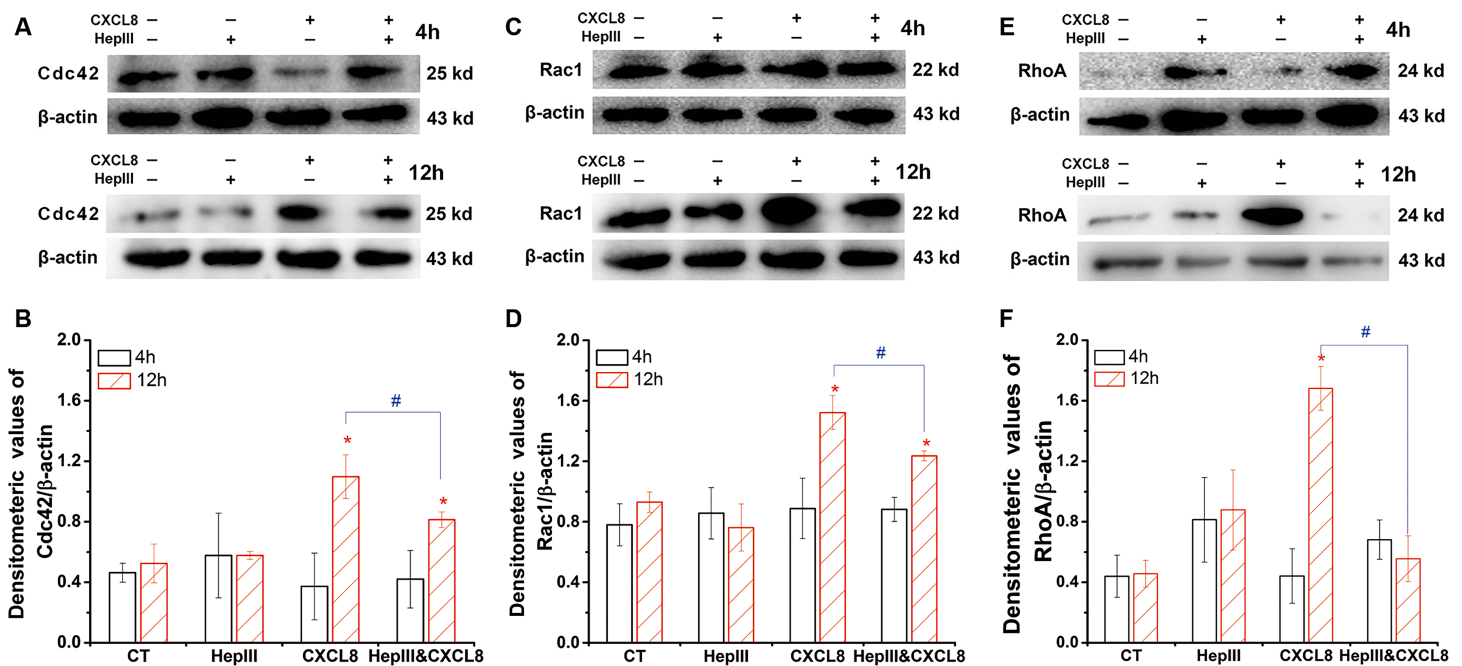 A
CXCL8 – – + +
HepIII – + – + 4h
Cdc42 25 kd
β-actin 43 kd
CXCL8 – – + +
HepIII – + – + 12h
Cdc42 25 kd
β-actin 43 kd
C
CXCL8 – – + +
HepIII – + – + 4h
Rac1 22 kd
β-actin 43 kd
CXCL8 – – + +
HepIII – + – + 12h
Rac1 22 kd
β-actin 43 kd
E
CXCL8 – – + +
HepIII – + – + 4h
RhoA 24 kd
β-actin 43 kd
CXCL8 – – + +
HepIII – + – + 12h
RhoA 24 kd
β-actin 43 kd
B
Densitometeric values of
Cdc42/β-actin
2.0
1.6
1.2
0.8
0.4
0.0
4h
12h
*
#
*
CT HepIII CXCL8 HepIII&CXCL8
D
Densitometeric values of
Rac1/β-actin
2.0
1.6
1.2
0.8
0.4
0.0
4h
12h
*
#
*
CT HepIII CXCL8 HepIII&CXCL8
F
Densitometeric values of
RhoA/β-actin
2.0
1.6
1.2
0.8
0.4
0.0
4h
12h
*
#
CT HepIII CXCL8 HepIII&CXCL8